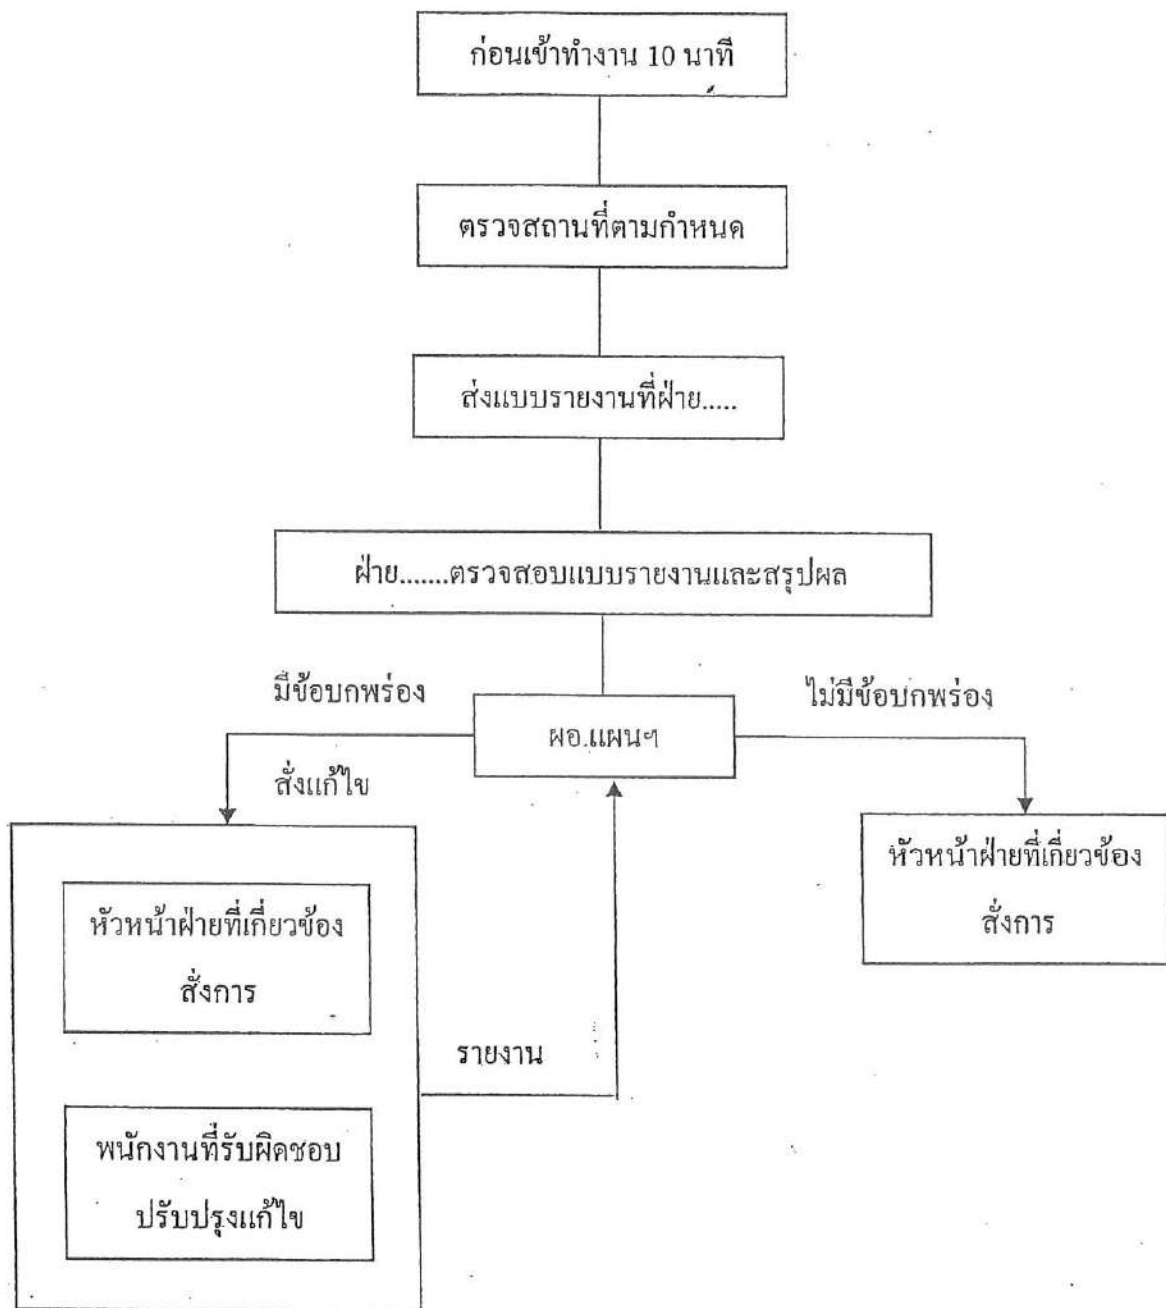 ก่อนเข้าทำงาน 10 นาที
ตรวจสถานที่ตามกำหนด
ส่งแบบรายงานที่ฝ่าย.....
ฝ่าย.......ตรวจสอบแบบรายงานและสรุปผล
มีข้อบกพร่อง
ไม่มีข้อบกพร่อง
ผอ.แผนฯ
สั่งแก้ไข
หัวหน้าฝ่ายที่เกี่ยวข้อง
สั่งการ
หัวหน้าฝ่ายที่เกี่ยวข้อง
สั่งการ
รายงาน
พนักงานที่รับผิดชอบ
ปรับปรุงแก้ไข